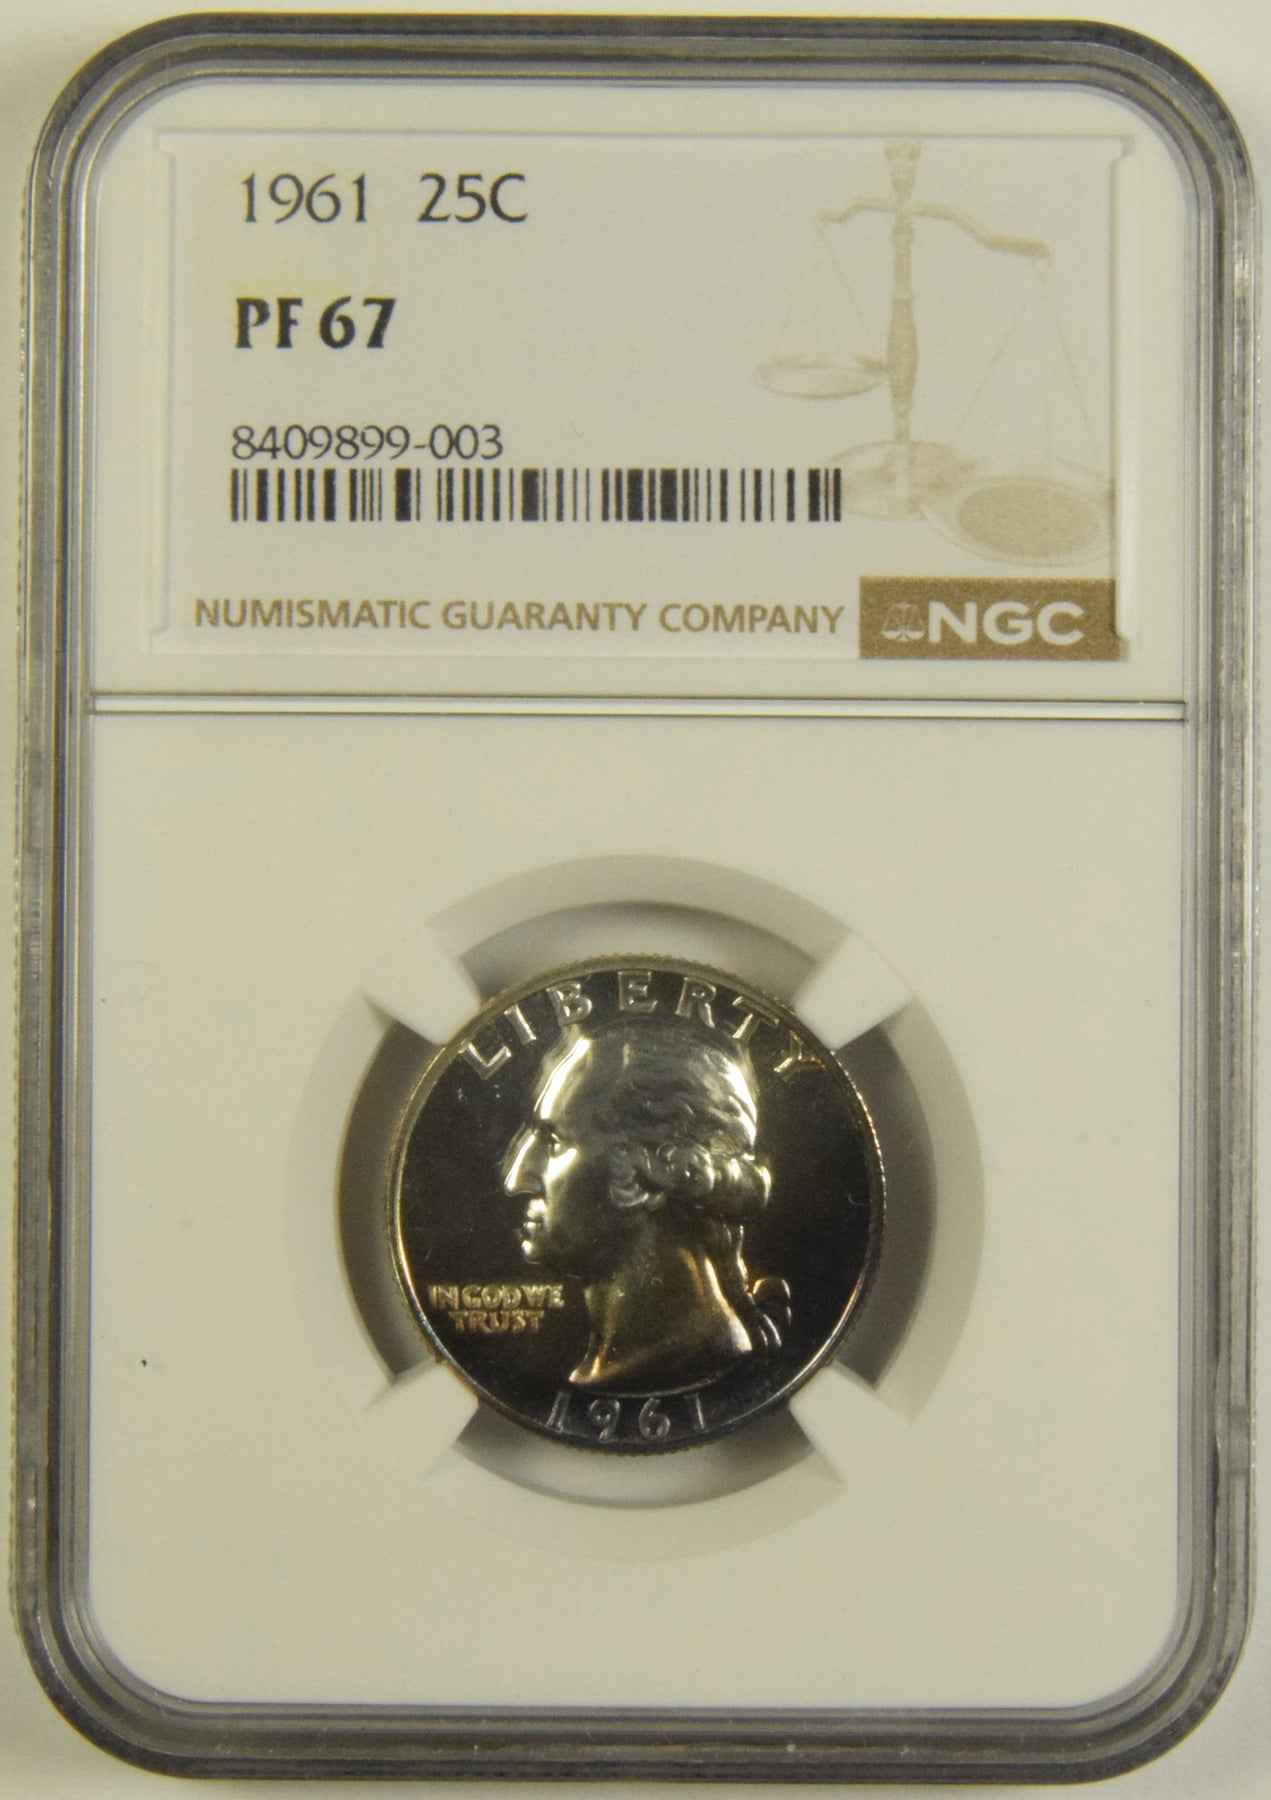 1961 25C
PF 67
8409899-003
NUMISMATIC GUARANTY COMPANY NGC
LIBERTY
IN GOD WE
TRUST
1961